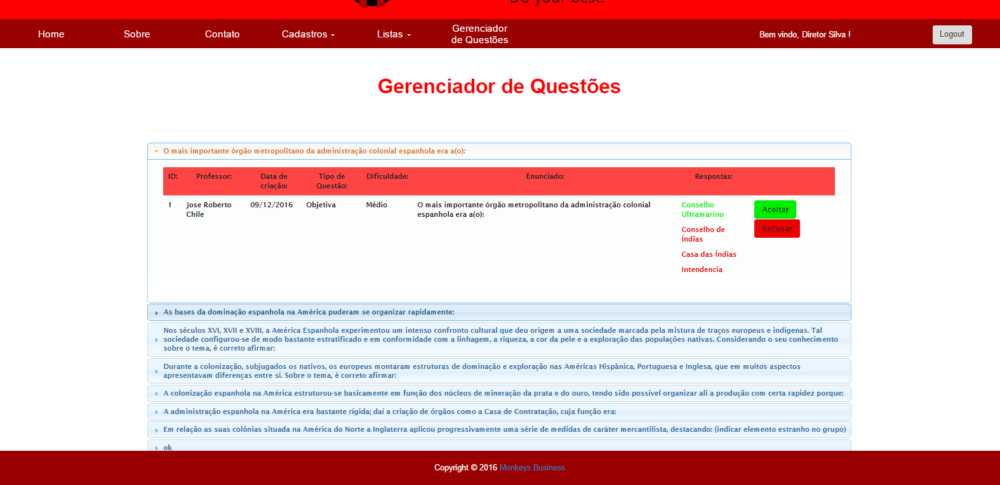 Do your best!
Home Sobre Contato Cadastros Listas Gerenciador
de Questões
Bem vindo, Diretor Silva !
Logout
Gerenciador de Questões
O mais importante órgão metropolitano da administração colonial espanhola era a(o):
ID: Professor: Data de
criação:
Tipo de
Questão:
Dificuldade: Enunciado: Respostas:
1 Jose Roberto
Chile
09/12/2016 Objetiva Médio
O mais importante órgão metropolitano da administração colonial
espanhola era a(o):
Conselho
Ultramarino
Conselho de
Índias
Casa das Índias
Intendencia
Aceitar
Recusar
As bases da dominação espanhola na América puderam se organizar rapidamente:
Nos séculos XVI, XVII e XVIII, a América Espanhola experimentou um intenso confronto cultural que deu origem a uma sociedade marcada pela mistura de traços europeus e indígenas. Tal
sociedade configurou-se de modo bastante estratificado e em conformidade com a linhagem, a riqueza, a cor da pele e a exploração das populações nativas. Considerando o seu conhecimento
sobre o tema, é correto afirmar:
Durante a colonização, subjugados os nativos, os europeus montaram estruturas de dominação e exploração nas Américas Hispânica, Portuguesa e Inglesa, que em muitos aspectos
apresentavam diferenças entre si. Sobre o tema, é correto afirmar:
A colonização espanhola na América estruturou-se basicamente em função dos núcleos de mineração da prata e do ouro, tendo sido possível organizar ali a produção com certa rapidez porque:
A administração espanhola na América era bastante rígida; daí a criação de órgãos como a Casa de Contratação, cuja função era:
Em relação as suas colônias situada na América do Norte a Inglaterra aplicou progressivamente uma série de medidas de caráter mercantilista, destacando: (indicar elemento estranho no grupo)
ok
Copyright © 2016 Monkeys Business